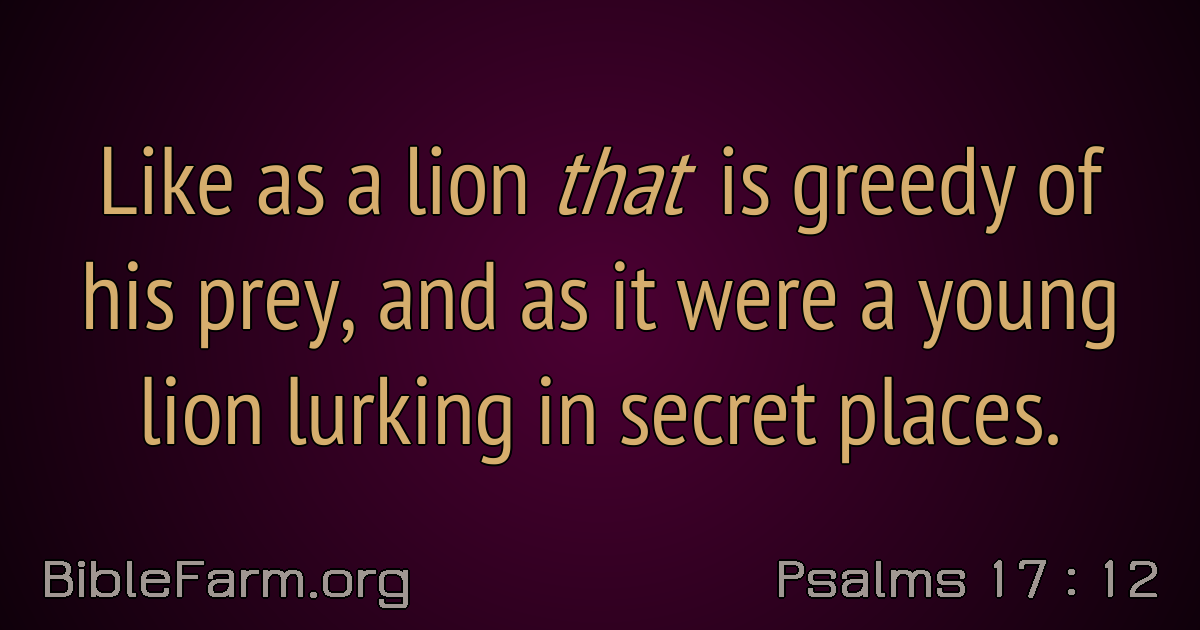 Like as a lion that is greedy of
his prey, and as it were a young
lion lurking in secret places.
BibleFarm.org
Psalms 17 : 12